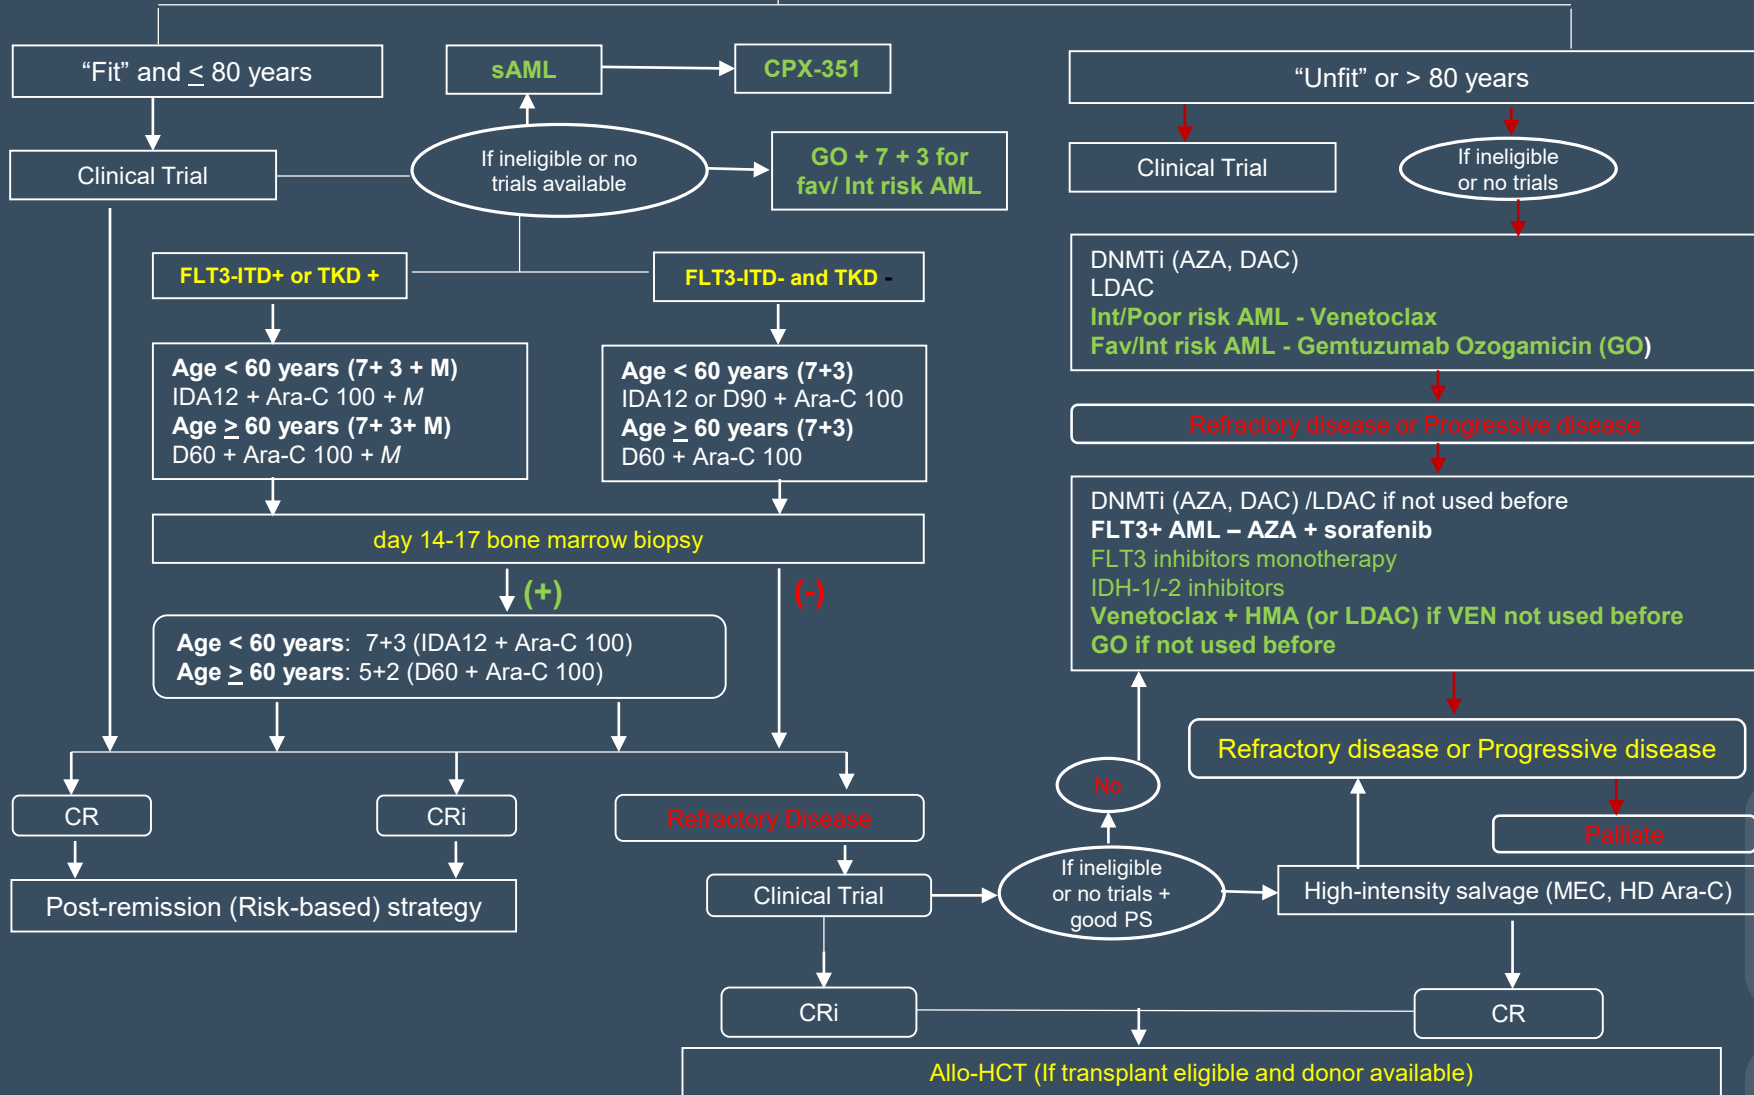 “Fit” and ≤ 80 years
sAML
CPX-351
“Unfit” or > 80 years
Clinical Trial
If ineligible or no
trials available
GO + 7 + 3 for
fav/ Int risk AML
Clinical Trial
If ineligible
or no trials
FLT3-ITD+ or TKD +
FLT3-ITD- and TKD -
DNMTi (AZA, DAC)
LDAC
Int/Poor risk AML - Venetoclax
Fav/Int risk AML - Gemtuzumab Ozogamicin (GO)
Age < 60 years (7+ 3 + M)
IDA12 + Ara-C 100 + M
Age ≥ 60 years (7+ 3+ M)
D60 + Ara-C 100 + M
Age < 60 years (7+3)
IDA12 or D90 + Ara-C 100
Age ≥ 60 years (7+3)
D60 + Ara-C 100
Refractory disease or Progressive disease
day 14-17 bone marrow biopsy
(+)
(-)
DNMTi (AZA, DAC) /LDAC if not used before
FLT3+ AML – AZA + sorafenib
FLT3 inhibitors monotherapy
IDH-1/-2 inhibitors
Venetoclax + HMA (or LDAC) if VEN not used before
GO if not used before
Age < 60 years: 7+3 (IDA12 + Ara-C 100)
Age ≥ 60 years: 5+2 (D60 + Ara-C 100)
Refractory disease or Progressive disease
No
CR
CRi
Refractory Disease
Palliate
Clinical Trial
If ineligible
or no trials +
good PS
High-intensity salvage (MEC, HD Ara-C)
Post-remission (Risk-based) strategy
CRi
CR
Allo-HCT (If transplant eligible and donor available)